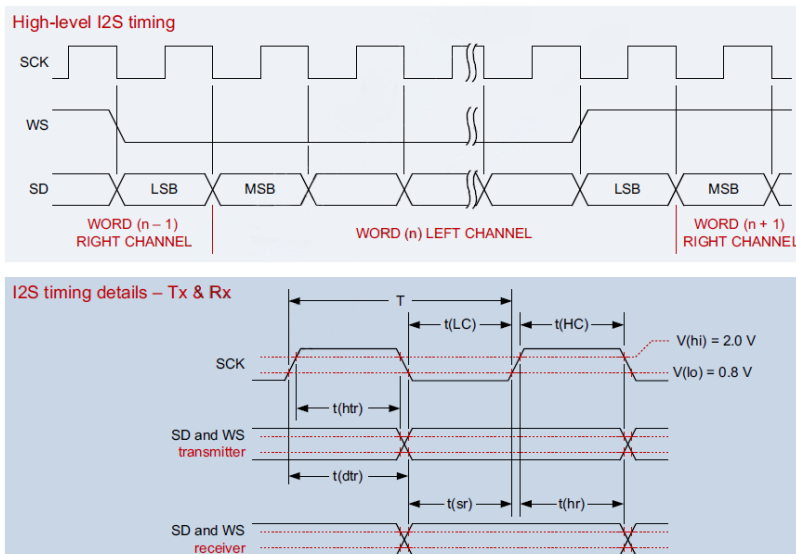 High-level I2S timing
SCK
WS
SD
LSB
MSB
LSB
MSB
WORD (n – 1)
RIGHT CHANNEL
WORD (n) LEFT CHANNEL
WORD (n + 1)
RIGHT CHANNEL
I2S timing details – Tx & Rx
T
t(LC)
t(HC)
V(hi) = 2.0 V
SCK
V(lo) = 0.8 V
t(htr)
SD and WS
transmitter
t(dtr)
t(sr)
t(hr)
SD and WS
receiver